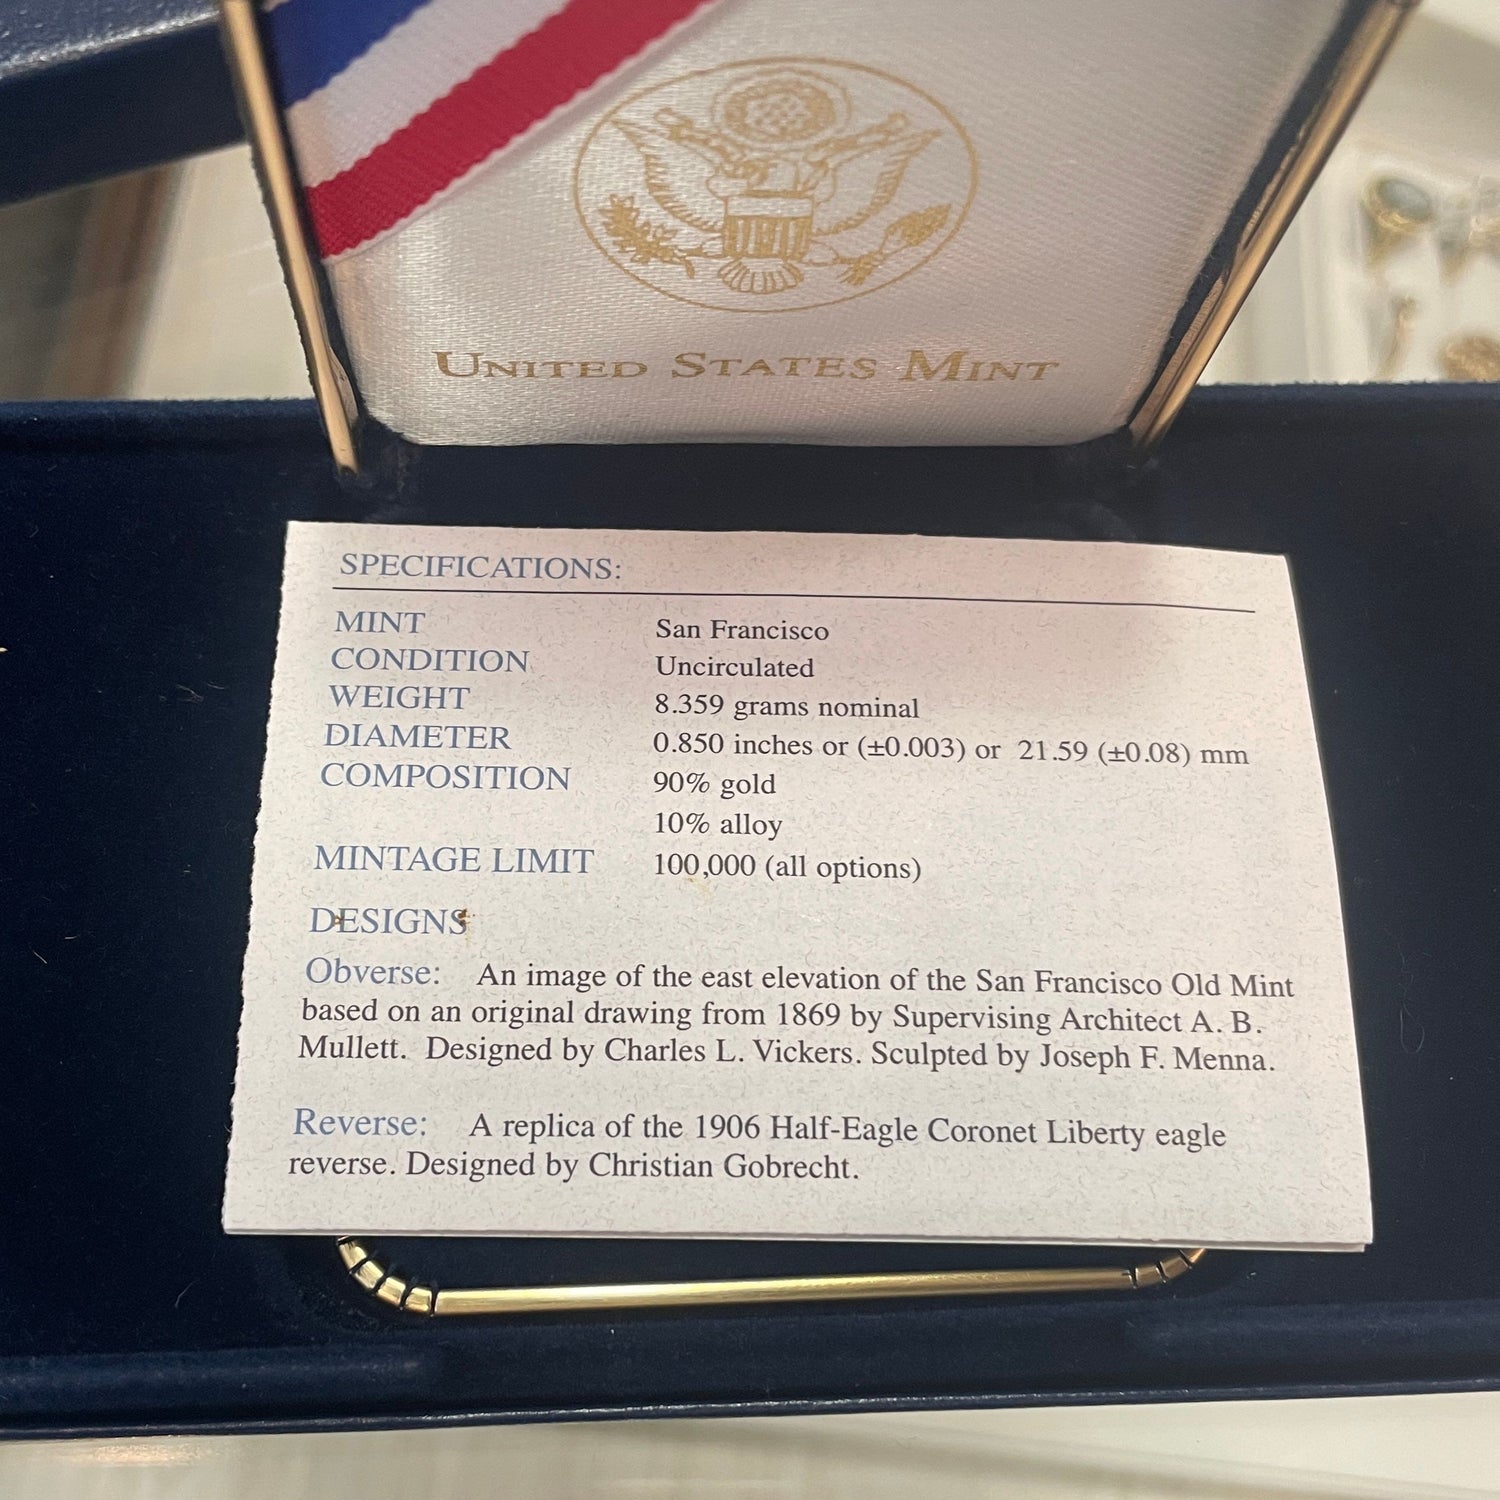 UNITED STATES MINT
SPECIFICATIONS:
MINT San Francisco
CONDITION Uncirculated
WEIGHT 8.359 grams nominal
DIAMETER 0.850 inches or (±0.003) or 21.59 (±0.08) mm
COMPOSITION 90% gold
10% alloy
MINTAGE LIMIT 100,000 (all options)
DESIGNS
Obverse: An image of the east elevation of the San Francisco Old Mint
based on an original drawing from 1869 by Supervising Architect A. B.
Mullett. Designed by Charles L. Vickers. Sculpted by Joseph F. Menna.
Reverse: A replica of the 1906 Half-Eagle Coronet Liberty eagle
reverse. Designed by Christian Gobrecht.